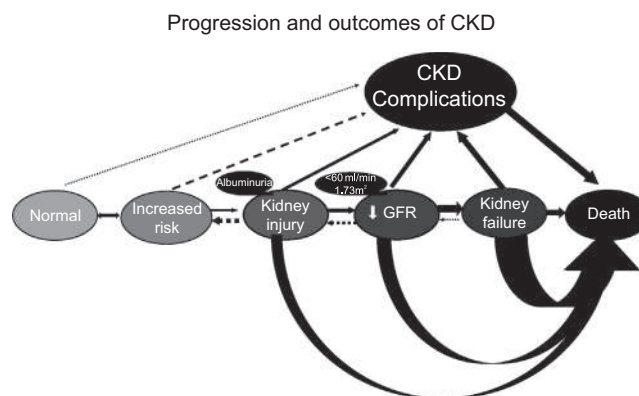 Progression and outcomes of CKD
CKD
Complications
Albuminuria
<60 ml/min
1.73m²
Normal
Increased
risk
Kidney
injury
⬇ GFR
Kidney
failure
Death